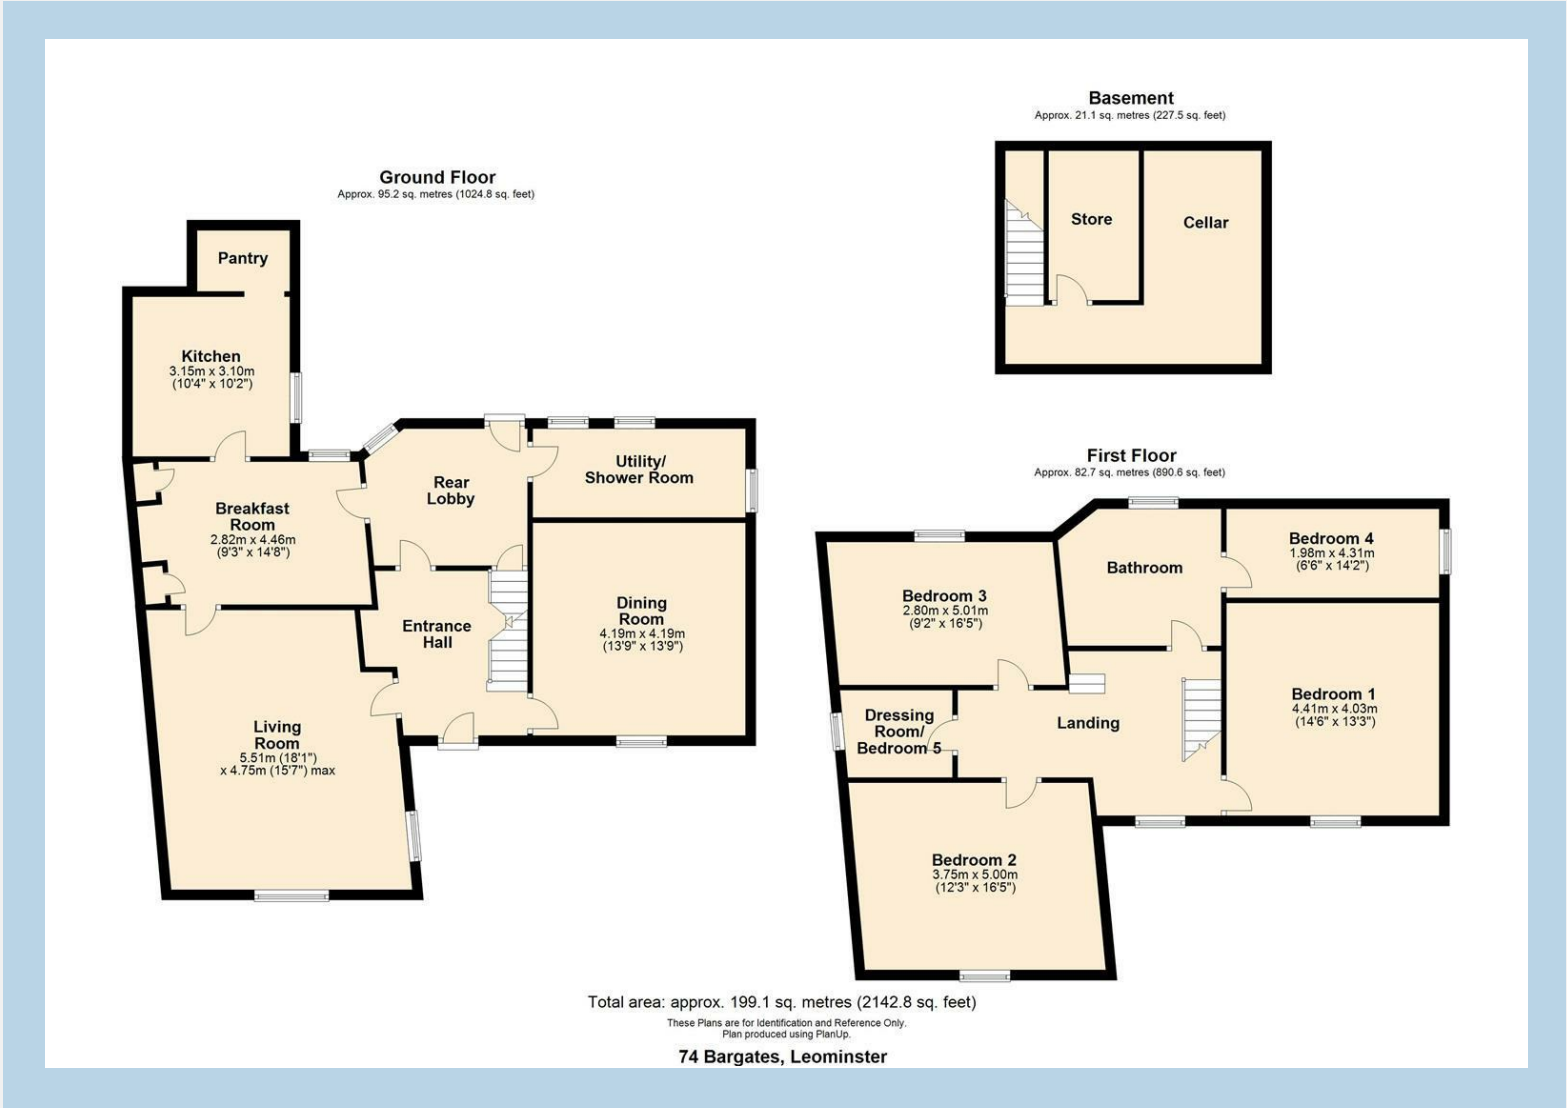 Basement
Approx. 21.1 sq. metres (227.5 sq. feet)
Store
Cellar
Ground Floor
Approx. 95.2 sq. metres (1024.8 sq. feet)
Pantry
Kitchen
3.15m x 3.10m
(10'4" x 10'2")
Utility/
Shower Room
Rear
Lobby
Breakfast
Room
2.82m x 4.46m
(9'3" x 14'8")
Dining
Room
4.19m x 4.19m
(13'9" x 13'9")
Entrance
Hall
Living
Room
5.51m (18'1")
x 4.75m (15'7") max
First Floor
Approx. 82.7 sq. metres (890.6 sq. feet)
Bedroom 4
1.98m x 4.31m
(6'6" x 14'2")
Bathroom
Bedroom 3
2.80m x 5.01m
(9'2" x 16'5")
Bedroom 1
4.41m x 4.03m
(14'6" x 13'3")
Dressing
Room/
Bedroom 5
Landing
Bedroom 2
3.75m x 5.00m
(12'3" x 16'5")
Total area: approx. 199.1 sq. metres (2142.8 sq. feet)
These Plans are for Identification and Reference Only.
Plan produced using PlanUp.
74 Bargates, Leominster